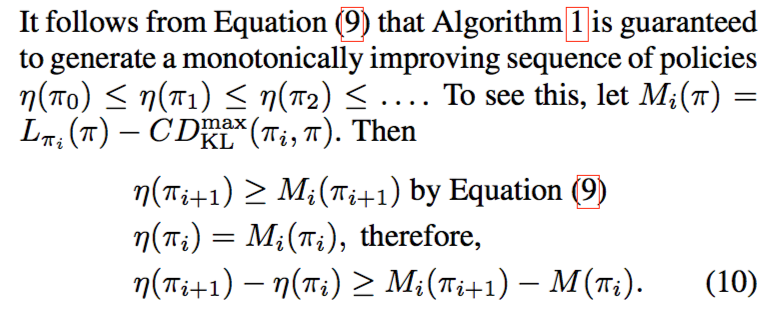 It follows from Equation (9) that Algorithm 1 is guaranteed
to generate a monotonically improving sequence of policies
η(π₀) ≤ η(π₁) ≤ η(π₂) ≤ .... To see this, let Mᵢ(π) =
L_{πᵢ}(π) − CD_{KL}^{max}(πᵢ, π). Then
η(πᵢ₊₁) ≥ Mᵢ(πᵢ₊₁) by Equation (9)
η(πᵢ) = Mᵢ(πᵢ), therefore,
η(πᵢ₊₁) − η(πᵢ) ≥ Mᵢ(πᵢ₊₁) − M(πᵢ). (10)